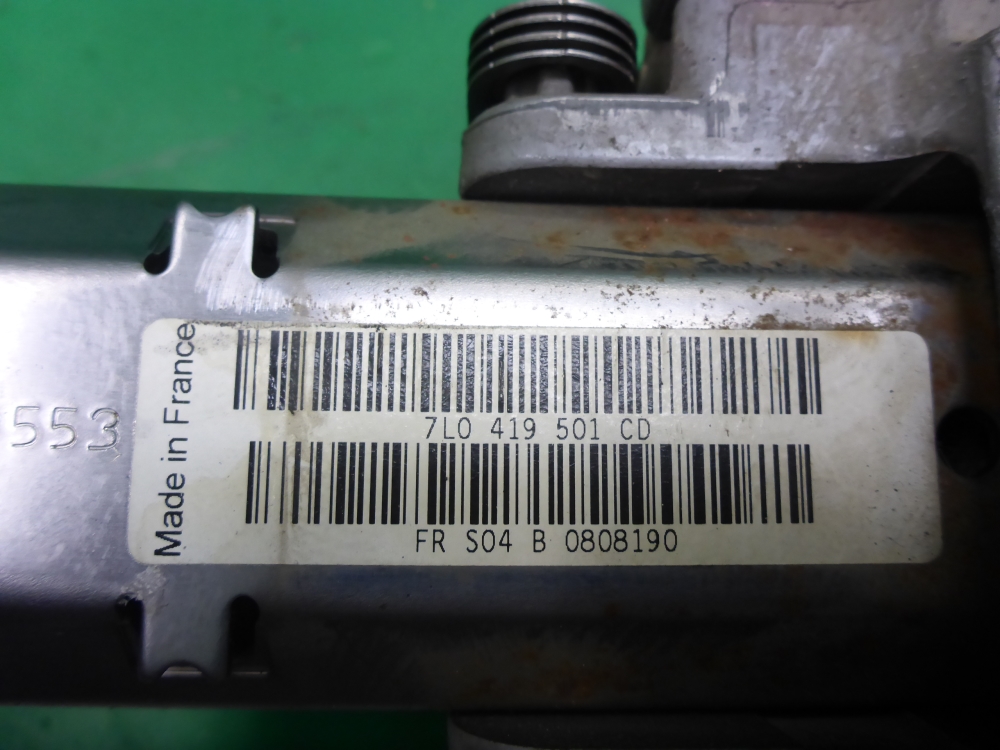 553
Made in France
7L0 419 501 CD
FR S04 B 0808190